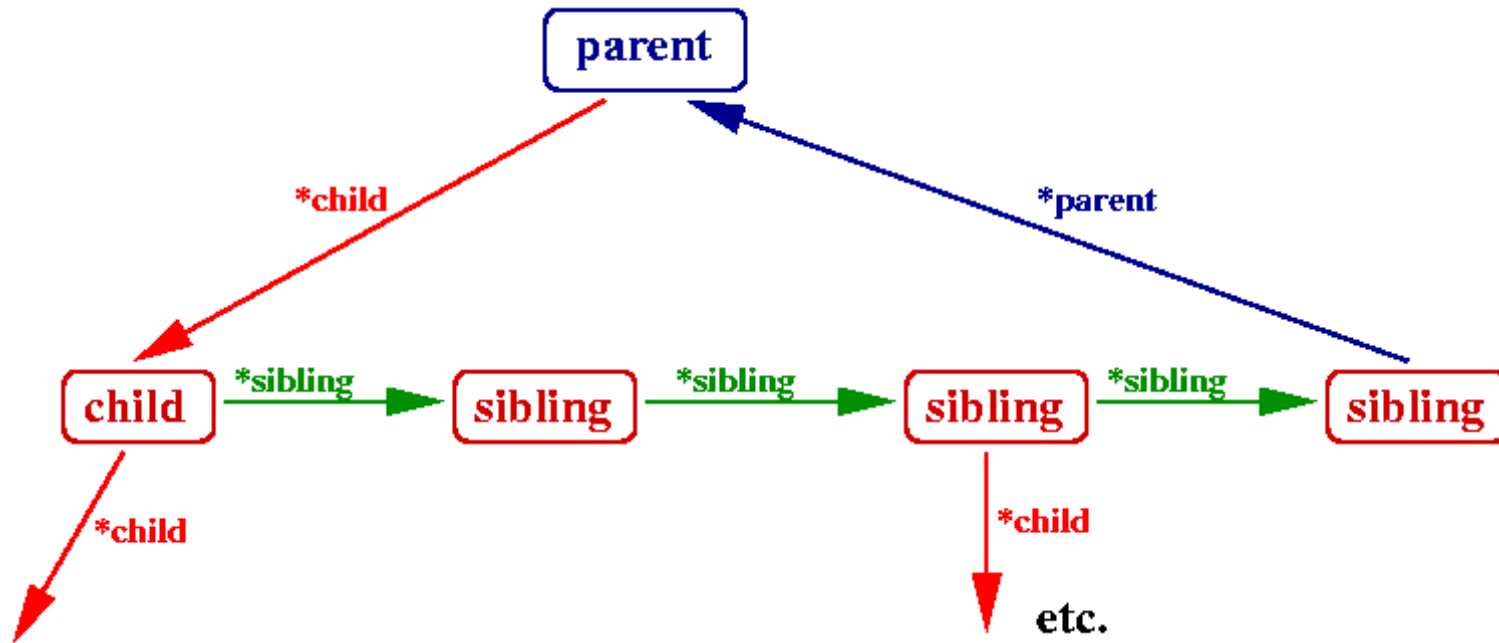 parent
*child
*parent
child
*sibling
sibling
*sibling
sibling
*sibling
sibling
*child
*child
etc.